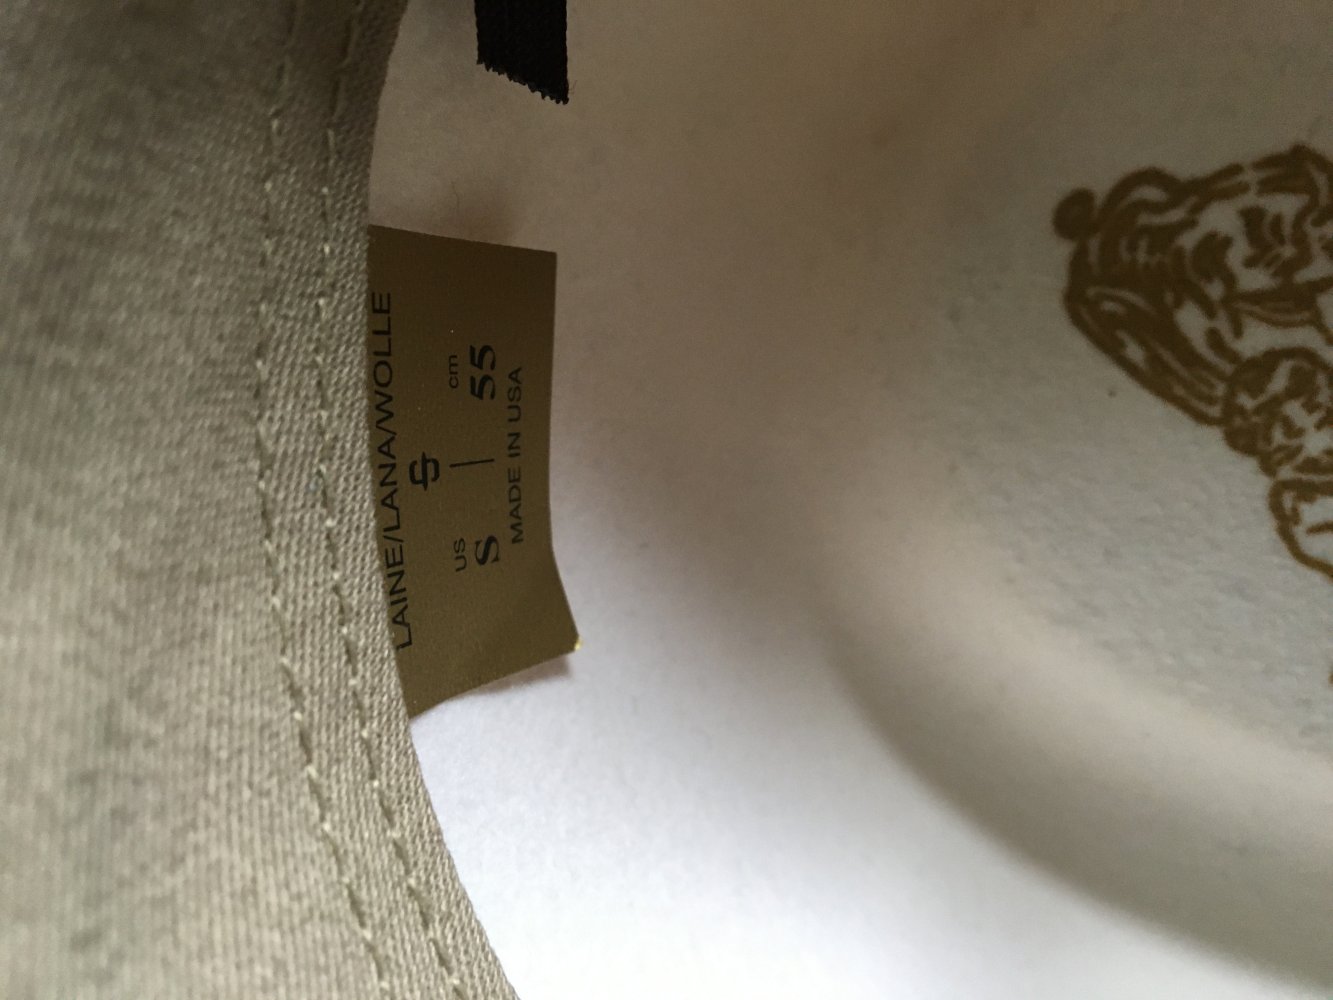 LAINE/LANA/WOLLE
S
US cm
S | 55
MADE IN USA